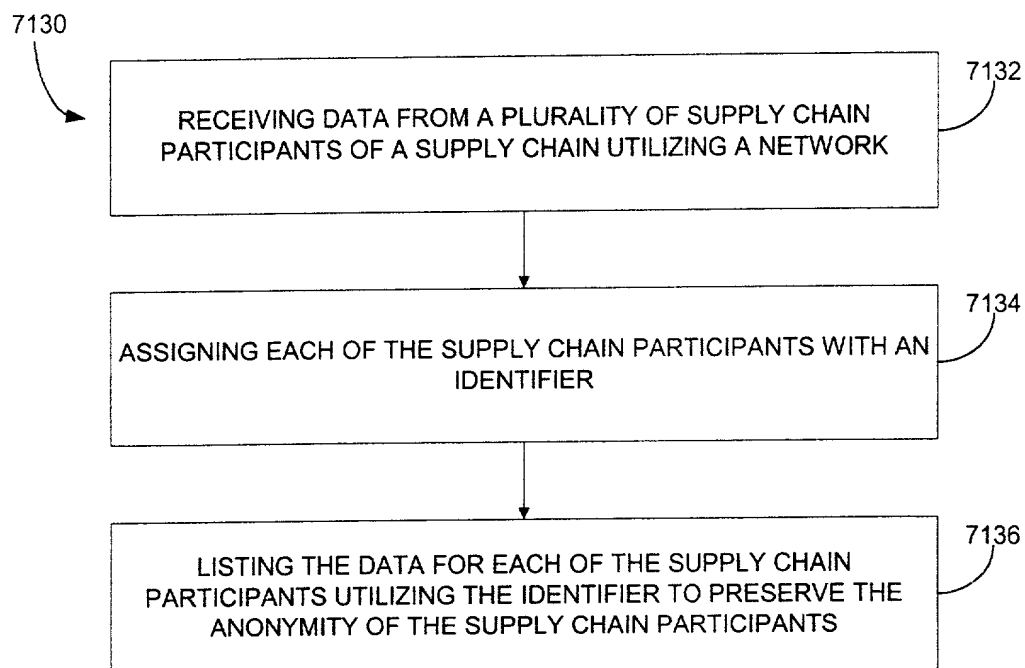 7130
7132
RECEIVING DATA FROM A PLURALITY OF SUPPLY CHAIN
PARTICIPANTS OF A SUPPLY CHAIN UTILIZING A NETWORK
7134
ASSIGNING EACH OF THE SUPPLY CHAIN PARTICIPANTS WITH AN
IDENTIFIER
7136
LISTING THE DATA FOR EACH OF THE SUPPLY CHAIN
PARTICIPANTS UTILIZING THE IDENTIFIER TO PRESERVE THE
ANONYMITY OF THE SUPPLY CHAIN PARTICIPANTS